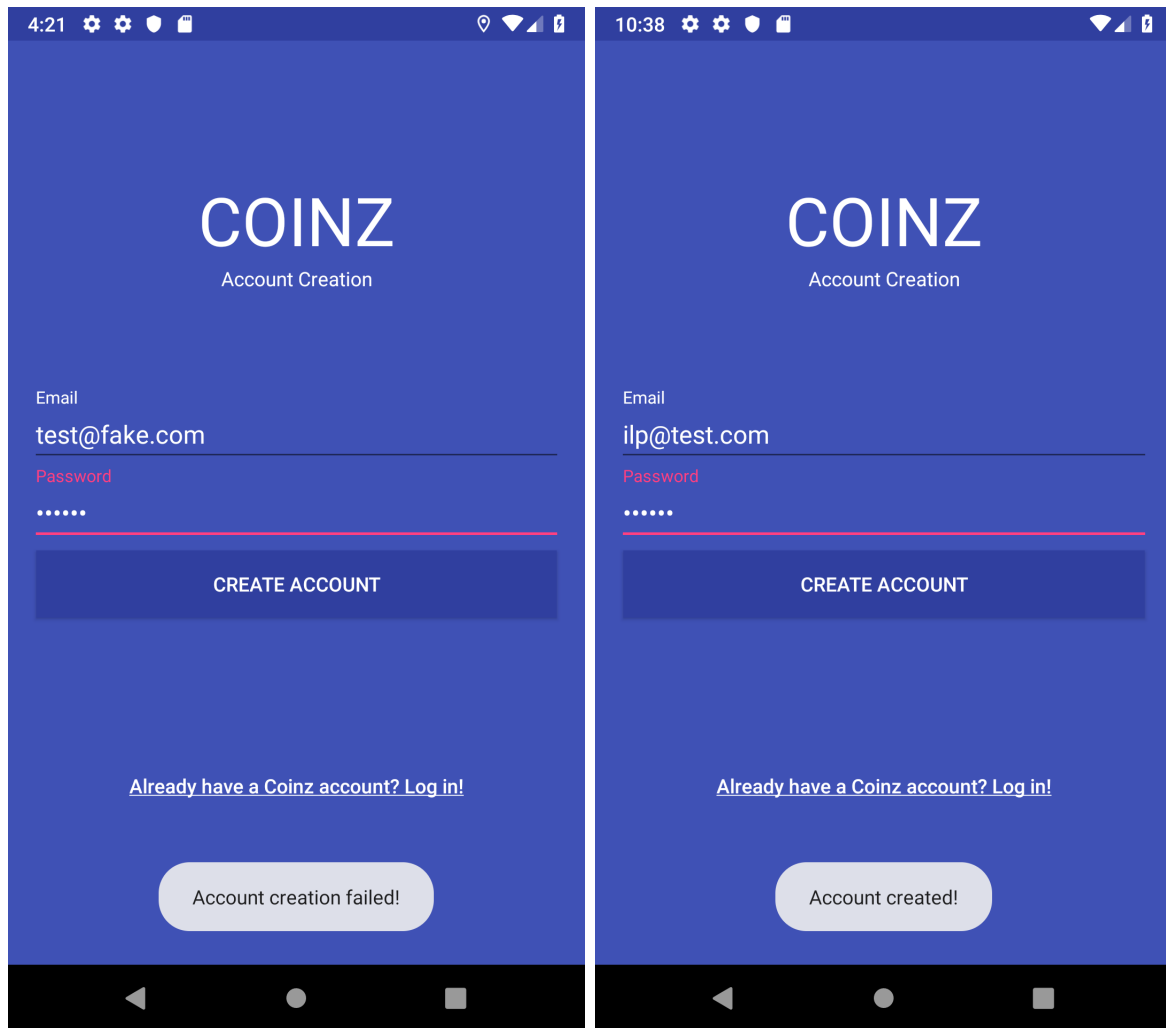 4:21
COINZ
Account Creation
Email
test@fake.com
Password
••••••
CREATE ACCOUNT
Already have a Coinz account? Log in!
Account creation failed!
10:38
COINZ
Account Creation
Email
ilp@test.com
Password
••••••
CREATE ACCOUNT
Already have a Coinz account? Log in!
Account created!